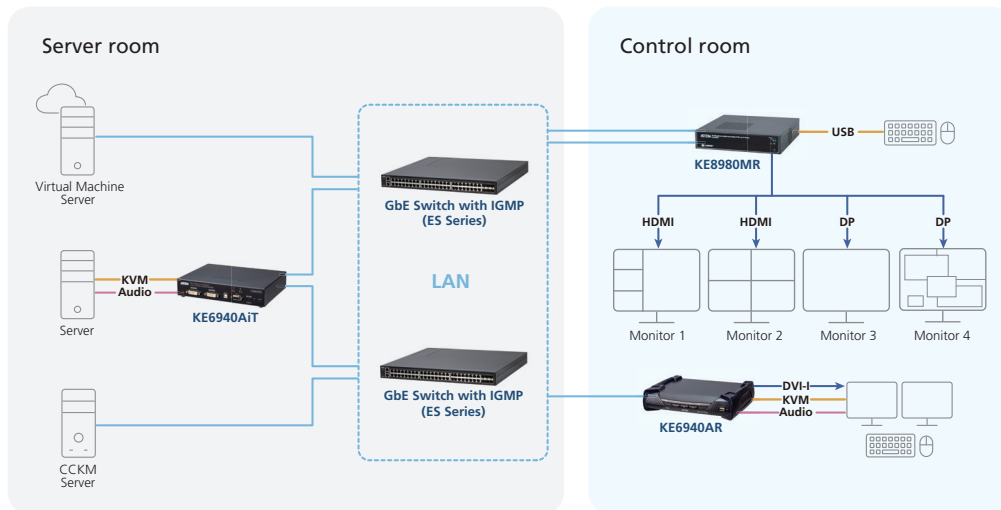 Server room
Control room
Virtual Machine
Server
GbE Switch with IGMP
(ES Series)
KVM
Audio
Server
KE6940AiT
LAN
GbE Switch with IGMP
(ES Series)
CCKM
Server
KE8980MR
USB
HDMI
HDMI
DP
DP
Monitor 1
Monitor 2
Monitor 3
Monitor 4
DVI-I
KVM
Audio
KE6940AR